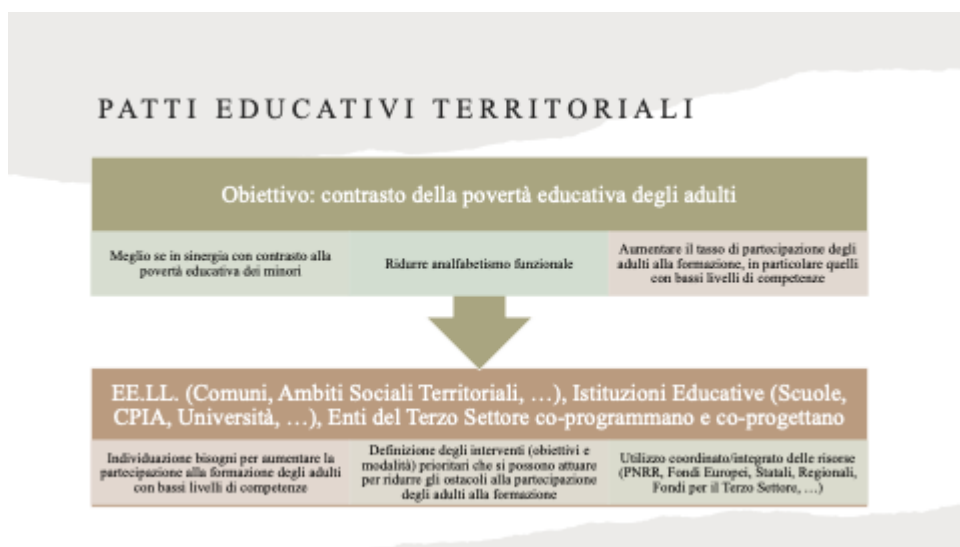 PATTI EDUCATIVI TERRITORIALI
Obiettivo: contrasto della povertà educativa degli adulti
Meglio se in sinergia con contrasto alla
povertà educativa dei minori
Ridurre analfabetismo funzionale
Aumentare il tasso di partecipazione degli
adulti alla formazione, in particolare quelli
con bassi livelli di competenze
EE.LL. (Comuni, Ambiti Sociali Territoriali, …), Istituzioni Educative (Scuole,
CPIA, Università, …), Enti del Terzo Settore co-programmano e co-progettano
Individuazione bisogni per aumentare la
partecipazione alla formazione degli adulti
con bassi livelli di competenze
Definizione degli interventi (obiettivi e
modalità) prioritari che si possono attuare
per ridurre gli ostacoli alla partecipazione
degli adulti alla formazione
Utilizzo coordinato/integrato delle risorse
(PNRR, Fondi Europei, Statali, Regionali,
Fondi per il Terzo Settore, …)